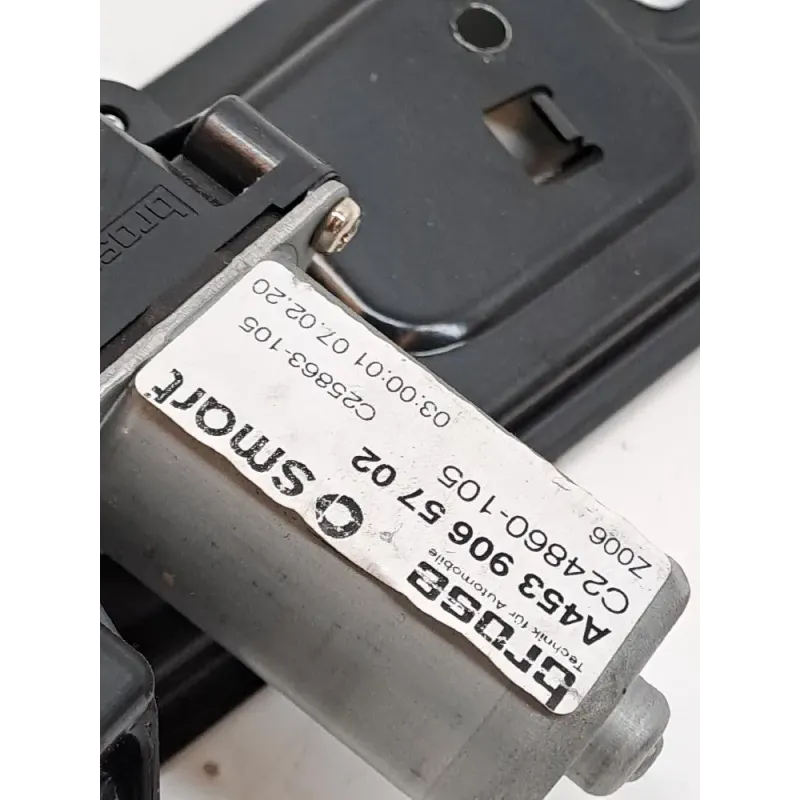 brose
Technik für Automobile
A453 906 57 02
C24860-105
Z006
smart
C25863-105
03:00:01 07.02.20